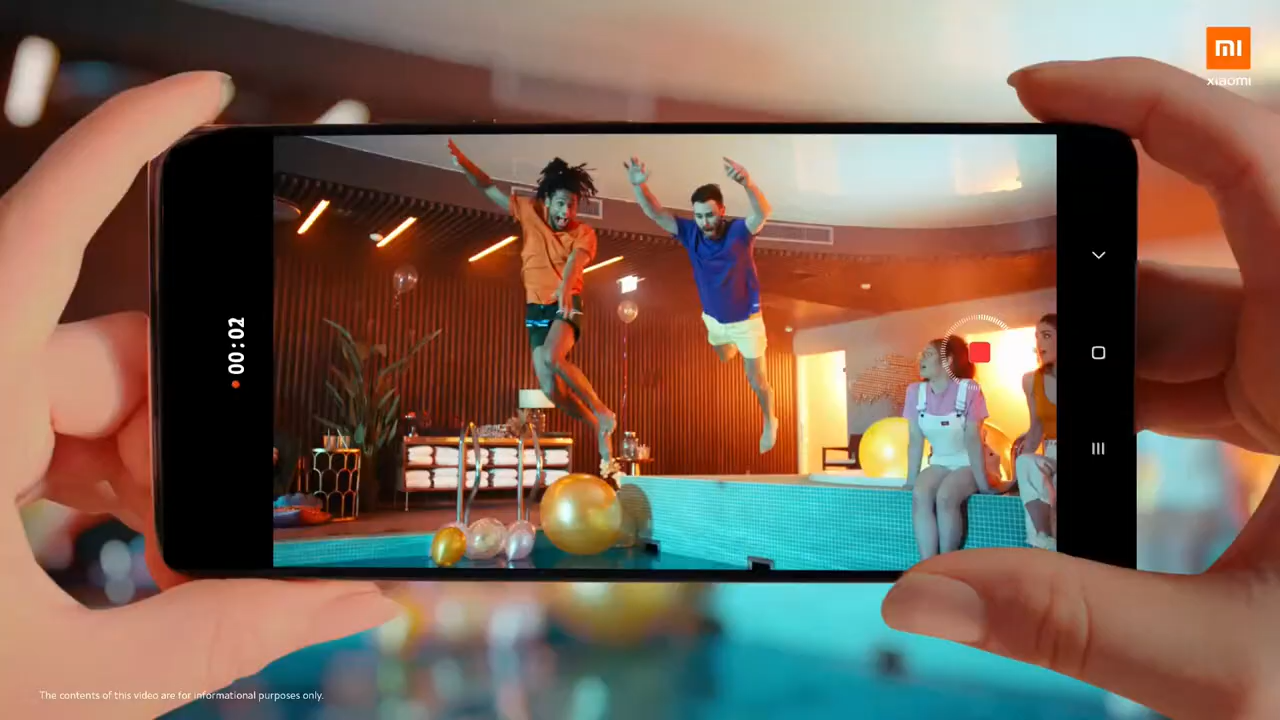 mi
xiaomi
00:02
The contents of this video are for informational purposes only.